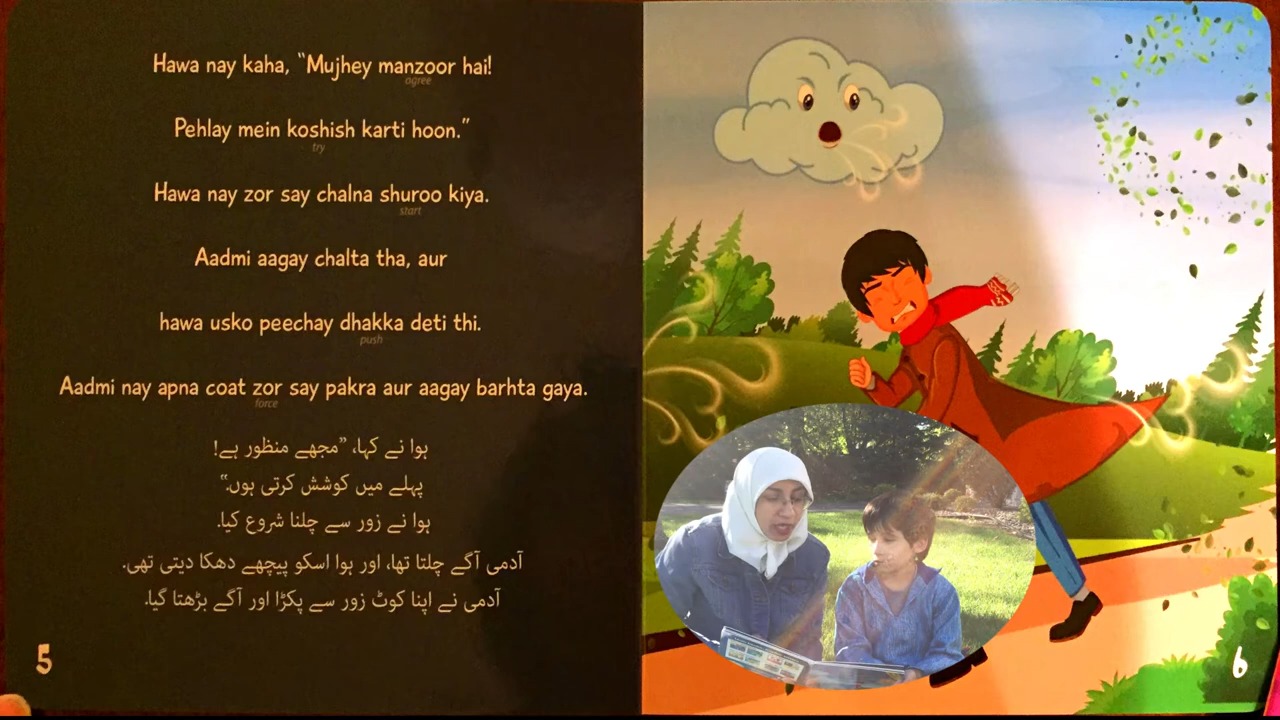 Hawa nay kaha, “Mujhey manzoor hai!
agree
Pehlay mein koshish karti hoon.”
try
Hawa nay zor say chalna shuroo kiya.
start
Aadmi aagay chalta tha, aur
hawa usko peechay dhakka deti thi.
push
Aadmi nay apna coat zor say pakra aur aagay barhta gaya.
force
ہوا نے کہا، ”مجھے منظور ہے!
پہلے میں کوشش کرتی ہوں۔“
ہوا نے زور سے چلنا شروع کیا۔
آدمی آگے چلتا تھا، اور ہوا اسکو پیچھے دھکا دیتی تھی۔
آدمی نے اپنا کوٹ زور سے پکڑا اور آگے بڑھتا گیا۔
5
6